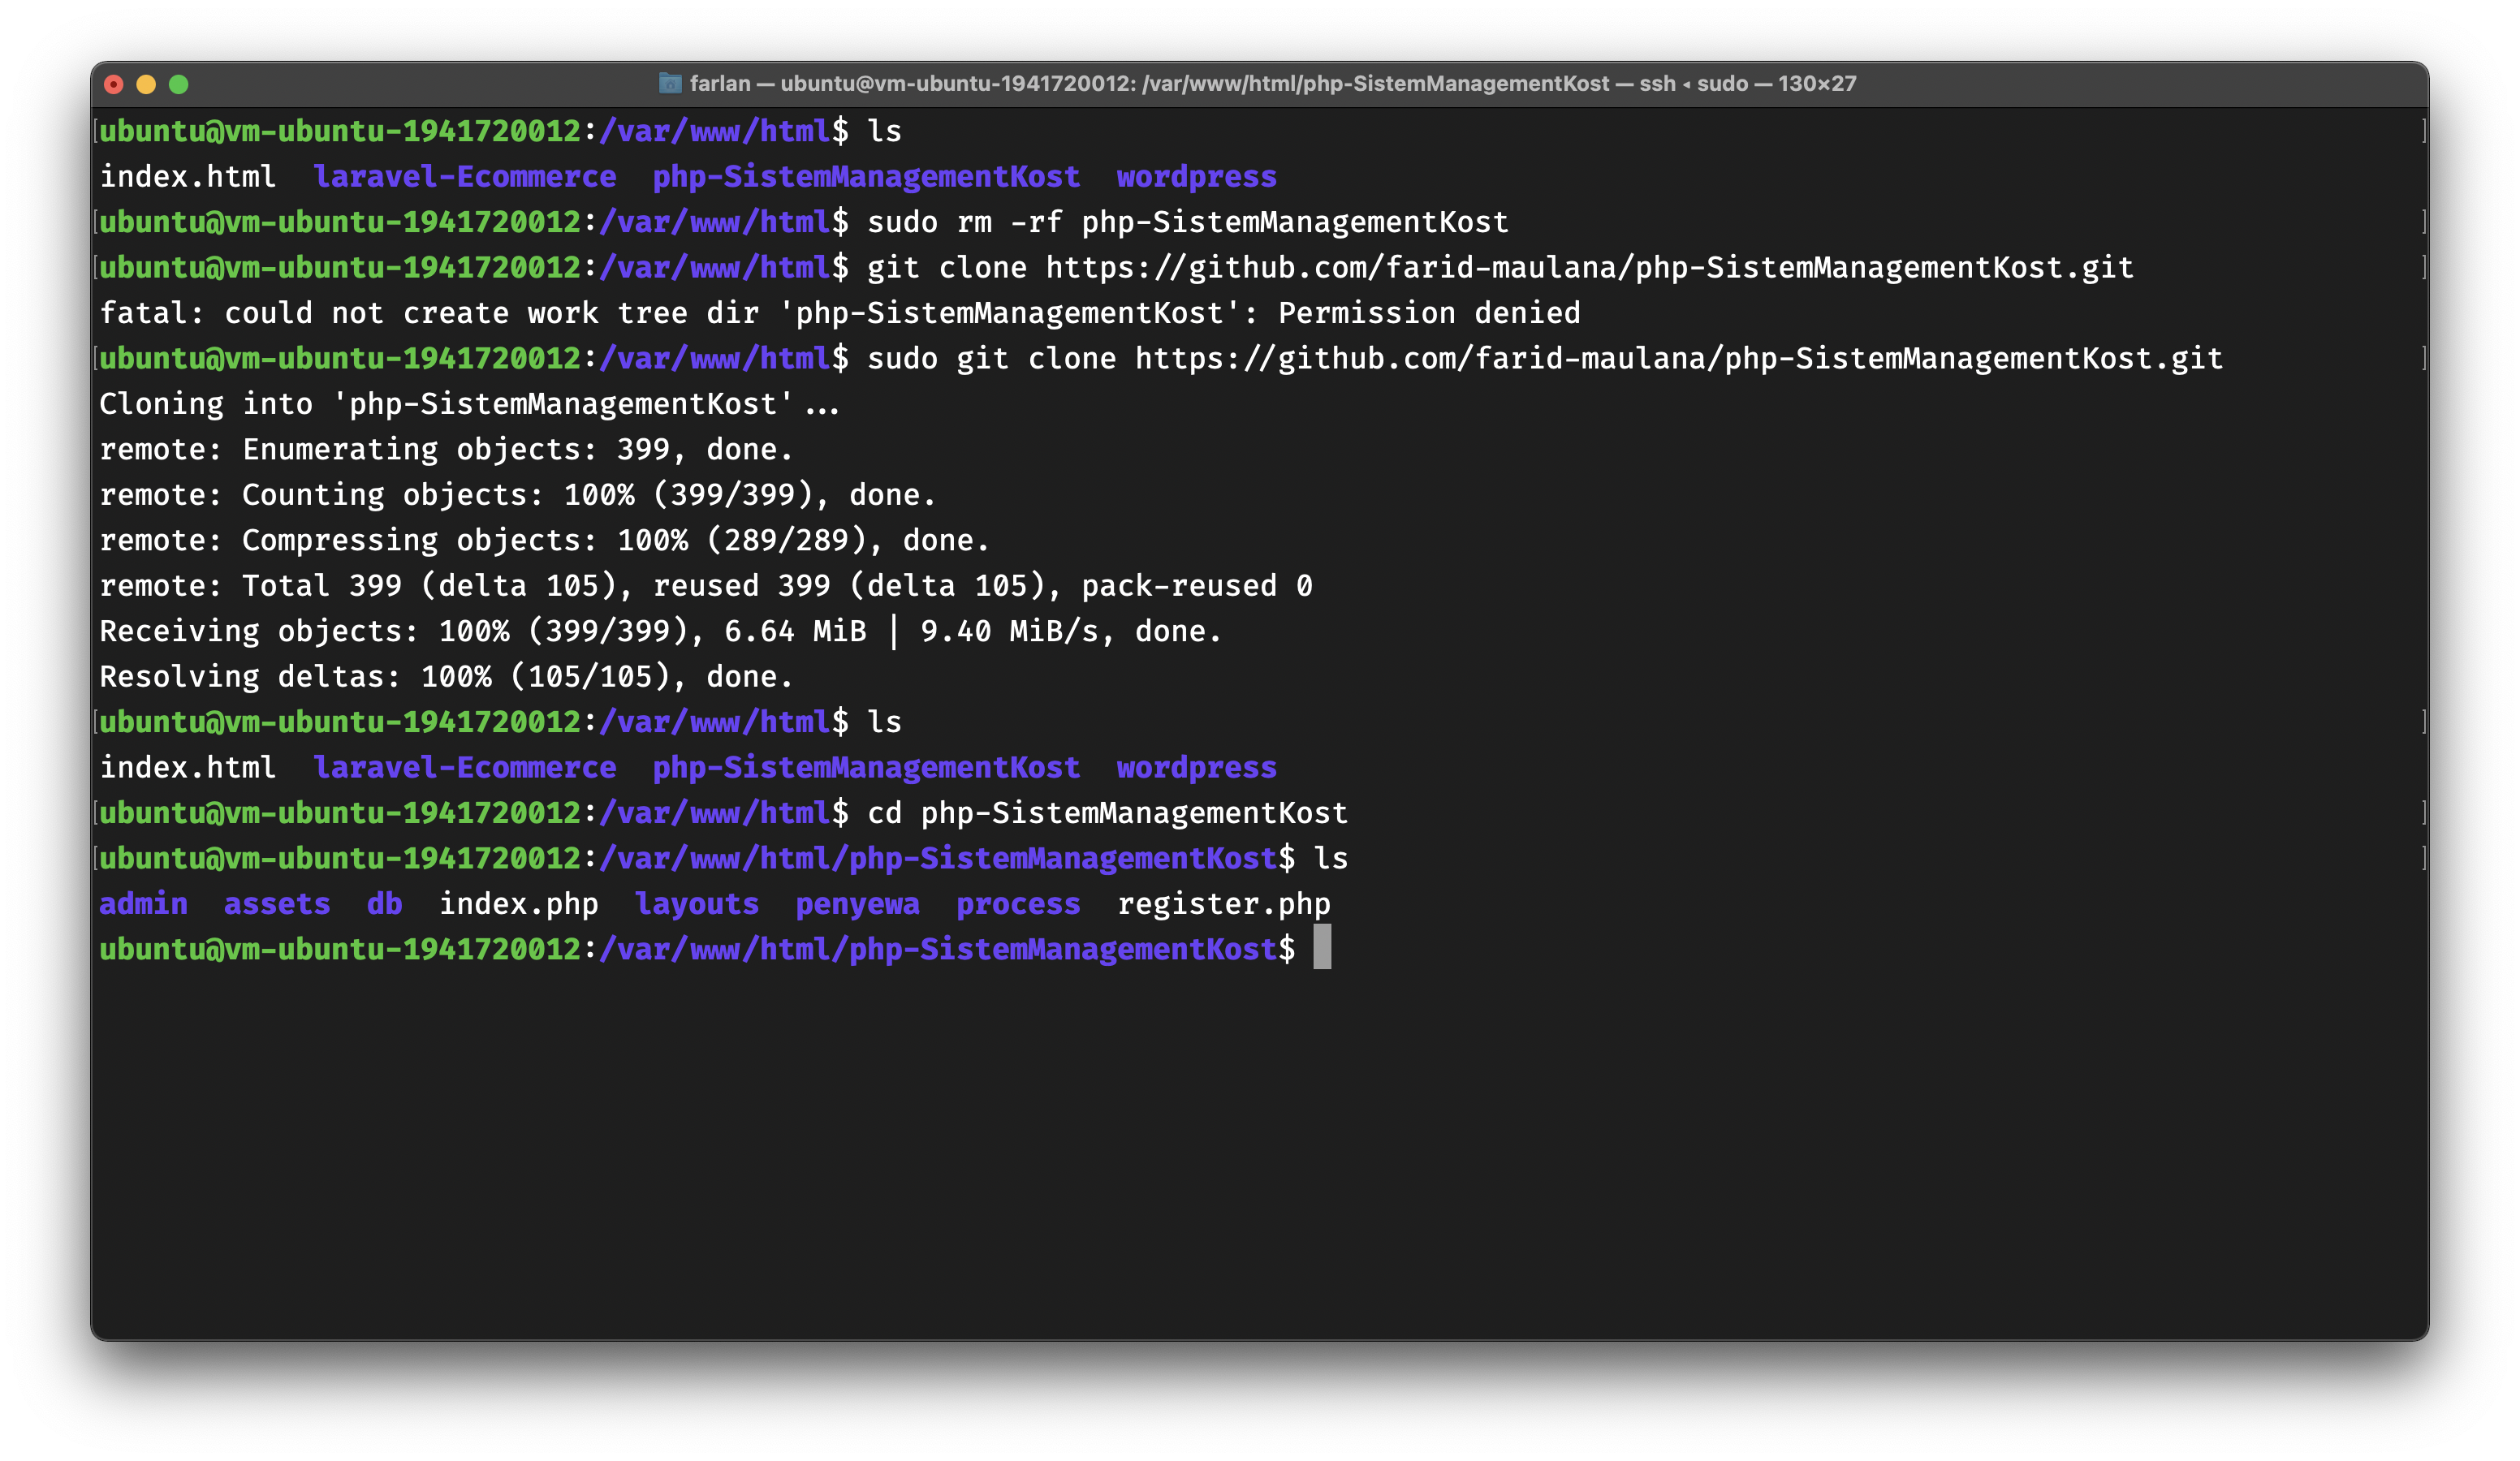 farlan — ubuntu@vm-ubuntu-1941720012: /var/www/html/php-SistemManagementKost — ssh ◂ sudo — 130×27
[ubuntu@vm-ubuntu-1941720012:/var/www/html$ ls ]
index.html  laravel-Ecommerce  php-SistemManagementKost  wordpress
[ubuntu@vm-ubuntu-1941720012:/var/www/html$ sudo rm -rf php-SistemManagementKost ]
[ubuntu@vm-ubuntu-1941720012:/var/www/html$ git clone https://github.com/farid-maulana/php-SistemManagementKost.git ]
fatal: could not create work tree dir 'php-SistemManagementKost': Permission denied
[ubuntu@vm-ubuntu-1941720012:/var/www/html$ sudo git clone https://github.com/farid-maulana/php-SistemManagementKost.git ]
Cloning into 'php-SistemManagementKost'...
remote: Enumerating objects: 399, done.
remote: Counting objects: 100% (399/399), done.
remote: Compressing objects: 100% (289/289), done.
remote: Total 399 (delta 105), reused 399 (delta 105), pack-reused 0
Receiving objects: 100% (399/399), 6.64 MiB | 9.40 MiB/s, done.
Resolving deltas: 100% (105/105), done.
[ubuntu@vm-ubuntu-1941720012:/var/www/html$ ls ]
index.html  laravel-Ecommerce  php-SistemManagementKost  wordpress
[ubuntu@vm-ubuntu-1941720012:/var/www/html$ cd php-SistemManagementKost ]
[ubuntu@vm-ubuntu-1941720012:/var/www/html/php-SistemManagementKost$ ls ]
admin  assets  db  index.php  layouts  penyewa  process  register.php
ubuntu@vm-ubuntu-1941720012:/var/www/html/php-SistemManagementKost$